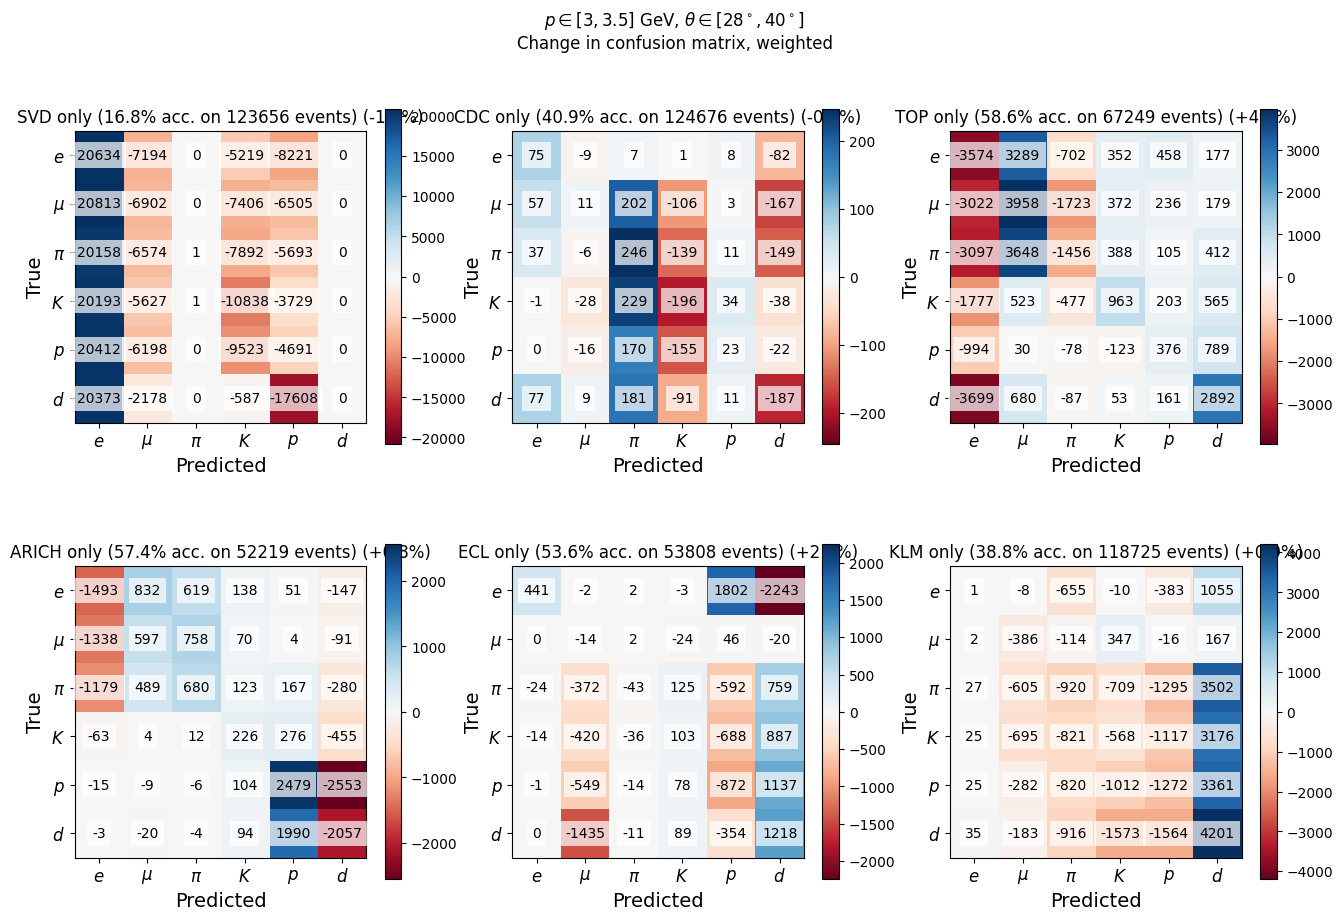 p ∈ [3, 3.5] GeV, θ ∈ [28°, 40°]
Change in confusion matrix, weighted
SVD only (16.8% acc. on 123656 events)
e 20634 -7194 0 -5219 -8221 0
μ 20813 -6902 0 -7406 -6505 0
π 20158 -6574 1 -7892 -5693 0
K 20193 -5627 1 -10838 -3729 0
p 20412 -6198 0 -9523 -4691 0
d 20373 -2178 0 -587 -17608 0
e μ π K p d
True
Predicted
20000
15000
10000
5000
0
−5000
−10000
−15000
−20000
CDC only (40.9% acc. on 124676 events)
e 75 -9 7 1 8 -82
μ 57 11 202 -106 3 -167
π 37 -6 246 -139 11 -149
K -1 -28 229 -196 34 -38
p 0 -16 170 -155 23 -22
d 77 9 181 -91 11 -187
e μ π K p d
True
Predicted
200
100
0
−100
−200
TOP only (58.6% acc. on 67249 events)
e -3574 3289 -702 352 458 177
μ -3022 3958 -1723 372 236 179
π -3097 3648 -1456 388 105 412
K -1777 523 -477 963 203 565
p -994 30 -78 -123 376 789
d -3699 680 -87 53 161 2892
e μ π K p d
True
Predicted
3000
2000
1000
0
−1000
−2000
−3000
ARICH only (57.4% acc. on 52219 events)
e -1493 832 619 138 51 -147
μ -1338 597 758 70 4 -91
π -1179 489 680 123 167 -280
K -63 4 12 226 276 -455
p -15 -9 -6 104 2479 -2553
d -3 -20 -4 94 1990 -2057
e μ π K p d
True
Predicted
2000
1000
0
−1000
−2000
ECL only (53.6% acc. on 53808 events)
e 441 -2 2 -3 1802 -2243
μ 0 -14 2 -24 46 -20
π -24 -372 -43 125 -592 759
K -14 -420 -36 103 -688 887
p -1 -549 -14 78 -872 1137
d 0 -1435 -11 89 -354 1218
e μ π K p d
True
Predicted
2000
1500
1000
500
0
−500
−1000
−1500
−2000
KLM only (38.8% acc. on 118725 events)
e 1 -8 -655 -10 -383 1055
μ 2 -386 -114 347 -16 167
π 27 -605 -920 -709 -1295 3502
K 25 -695 -821 -568 -1117 3176
p 25 -282 -820 -1012 -1272 3361
d 35 -183 -916 -1573 -1564 4201
e μ π K p d
True
Predicted
4000
3000
2000
1000
0
−1000
−2000
−3000
−4000